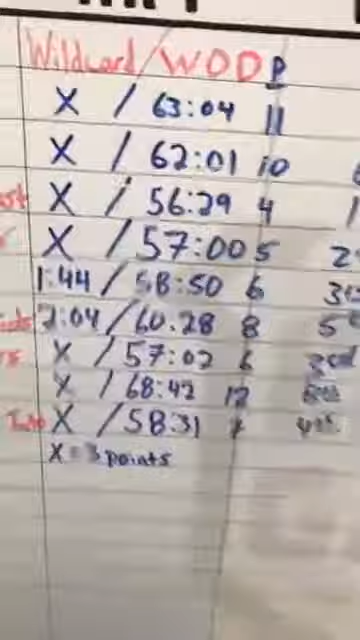 Wildcard/WOD P
X / 63:04 11
X / 62:01 10
X / 56:29 4
X / 57:00 5
1:44 / 58:50 6
2:04 / 60:28 8
X / 57:02 6
X / 68:42 12
X / 58:31
X = 3 points